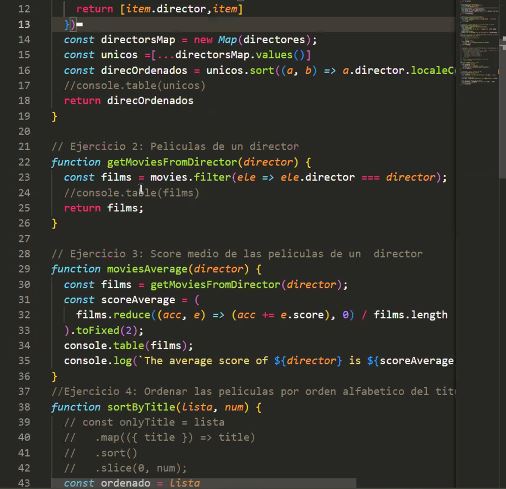 12 return [item.director,item]
13 })
14 const directorsMap = new Map(directores);
15 const unicos =[...directorsMap.values()]
16 const direcOrdenados = unicos.sort((a, b) => a.director.localeCo
17 //console.table(unicos)
18 return direcOrdenados
19 }
20
21 // Ejercicio 2: Peliculas de un director
22 function getMoviesFromDirector(director) {
23 const films = movies.filter(ele => ele.director === director);
24 //console.table(films)
25 return films;
26 }
27
28 // Ejercicio 3: Score medio de las peliculas de un  director
29 function moviesAverage(director) {
30 const films = getMoviesFromDirector(director);
31 const scoreAverage = (
32 films.reduce((acc, e) => (acc += e.score), 0) / films.length
33 ).toFixed(2);
34 console.table(films);
35 console.log(`The average score of ${director} is ${scoreAverage
36 }
37 //Ejercicio 4: Ordenar las peliculas por orden alfabetico del tit
38 function sortByTitle(lista, num) {
39 // const onlyTitle = lista
40 //   .map(({ title }) => title)
41 //   .sort()
42 //   .slice(0, num);
43 const ordenado = lista